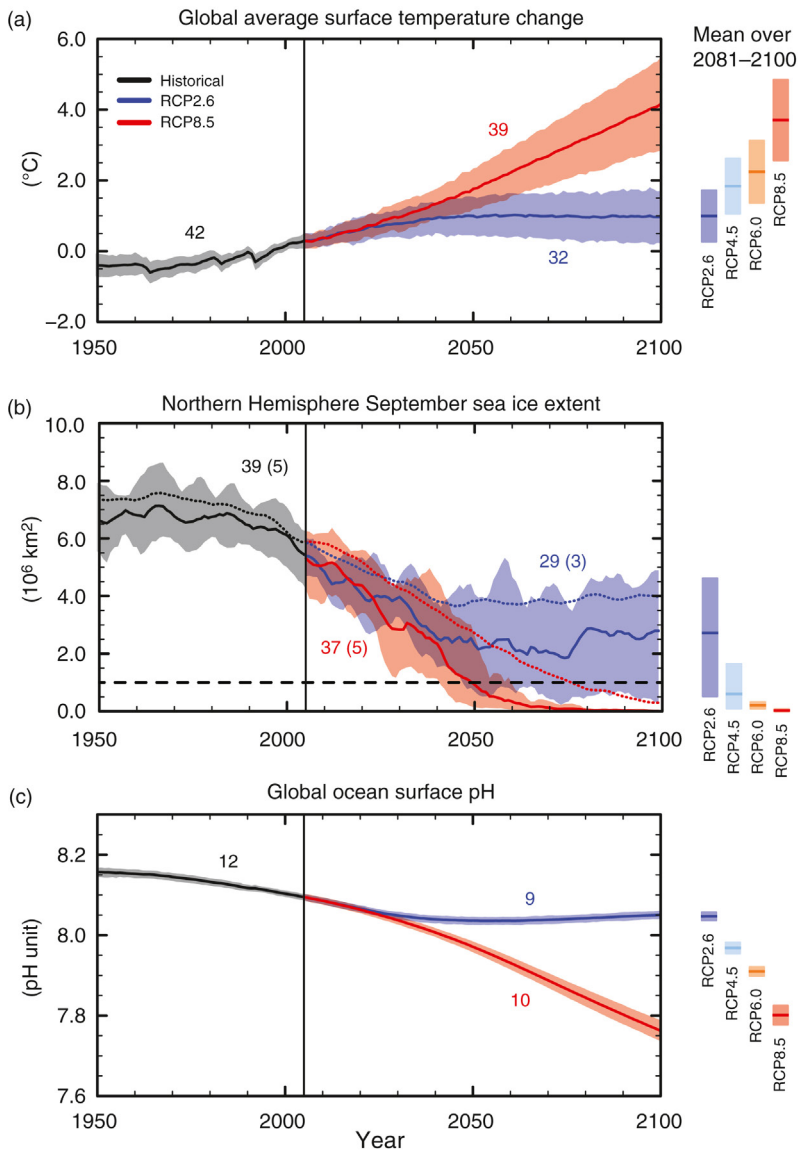 (a)
Global average surface temperature change
Mean over
2081–2100
6.0
4.0
2.0
0.0
−2.0
(°C)
Historical
RCP2.6
RCP8.5
42
39
32
1950
2000
2050
2100
RCP2.6
RCP4.5
RCP6.0
RCP8.5
(b)
Northern Hemisphere September sea ice extent
10.0
8.0
6.0
4.0
2.0
0.0
(10⁶ km²)
39 (5)
29 (3)
37 (5)
1950
2000
2050
2100
RCP2.6
RCP4.5
RCP6.0
RCP8.5
(c)
Global ocean surface pH
8.2
8.0
7.8
7.6
(pH unit)
12
9
10
1950
2000
2050
2100
Year
RCP2.6
RCP4.5
RCP6.0
RCP8.5